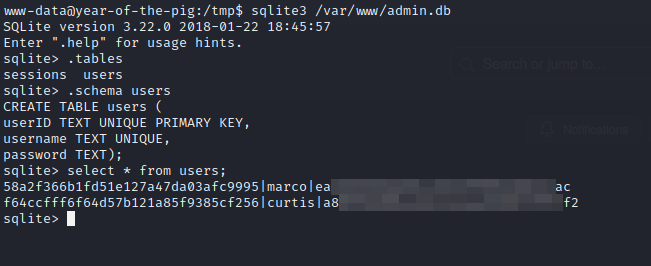 www-data@year-of-the-pig:/tmp$ sqlite3 /var/www/admin.db
SQLite version 3.22.0 2018-01-22 18:45:57
Enter ".help" for usage hints.
sqlite> .tables
sessions  users
sqlite> .schema users
CREATE TABLE users (
userID TEXT UNIQUE PRIMARY KEY,
username TEXT UNIQUE,
password TEXT);
sqlite> select * from users;
58a2f366b1fd51e127a47da03afc9995|marco|ea ac
f64ccfff6f64d57b121a85f9385cf256|curtis|a8 f2
sqlite>
Search or jump to...
Notifications